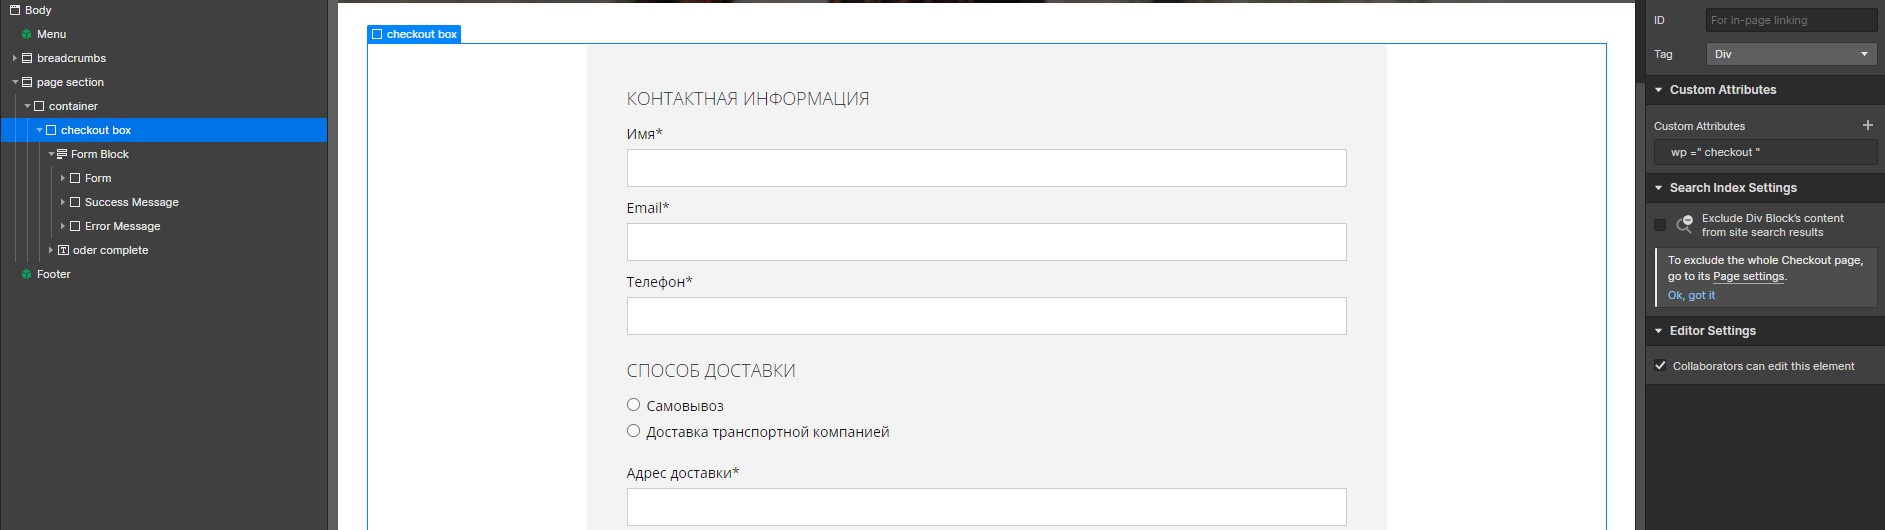 Body
Menu
breadcrumbs
page section
container
checkout box
Form Block
Form
Success Message
Error Message
oder complete
Footer
checkout box
КОНТАКТНАЯ ИНФОРМАЦИЯ
Имя*
Email*
Телефон*
СПОСОБ ДОСТАВКИ
Самовывоз
Доставка транспортной компанией
Адрес доставки*
ID
For in-page linking
Tag
Div
Custom Attributes
Custom Attributes
wp =" checkout "
Search Index Settings
Exclude Div Block's content
from site search results
To exclude the whole Checkout page,
go to its Page settings.
Ok, got it
Editor Settings
Collaborators can edit this element